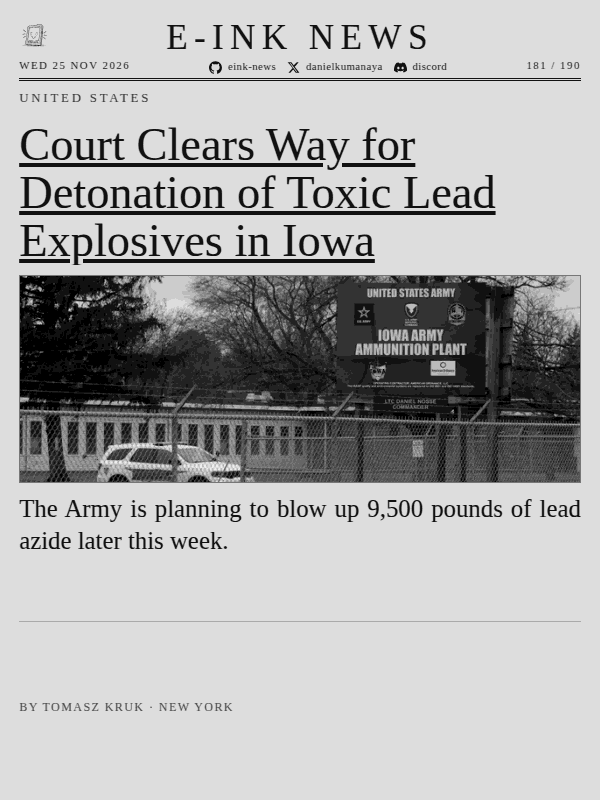 E-INK NEWS
WED 25 NOV 2026
eink-news
danielkumanaya
discord
181 / 190
UNITED STATES
Court Clears Way for
Detonation of Toxic Lead
Explosives in Iowa
UNITED STATES ARMY
IOWA ARMY
AMMUNITION PLANT
LTC DANIEL NOSSE
COMMANDER
The Army is planning to blow up 9,500 pounds of lead
azide later this week.
BY TOMASZ KRUK · NEW YORK